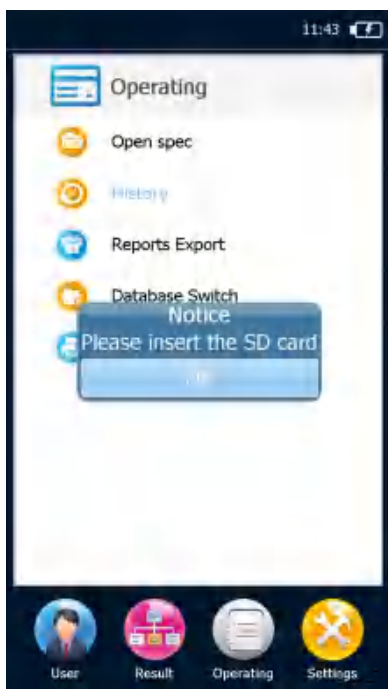 11:43
Operating
Open spec
History
Reports Export
Database Switch
Notice
Please insert the SD card
User Result Operating Settings